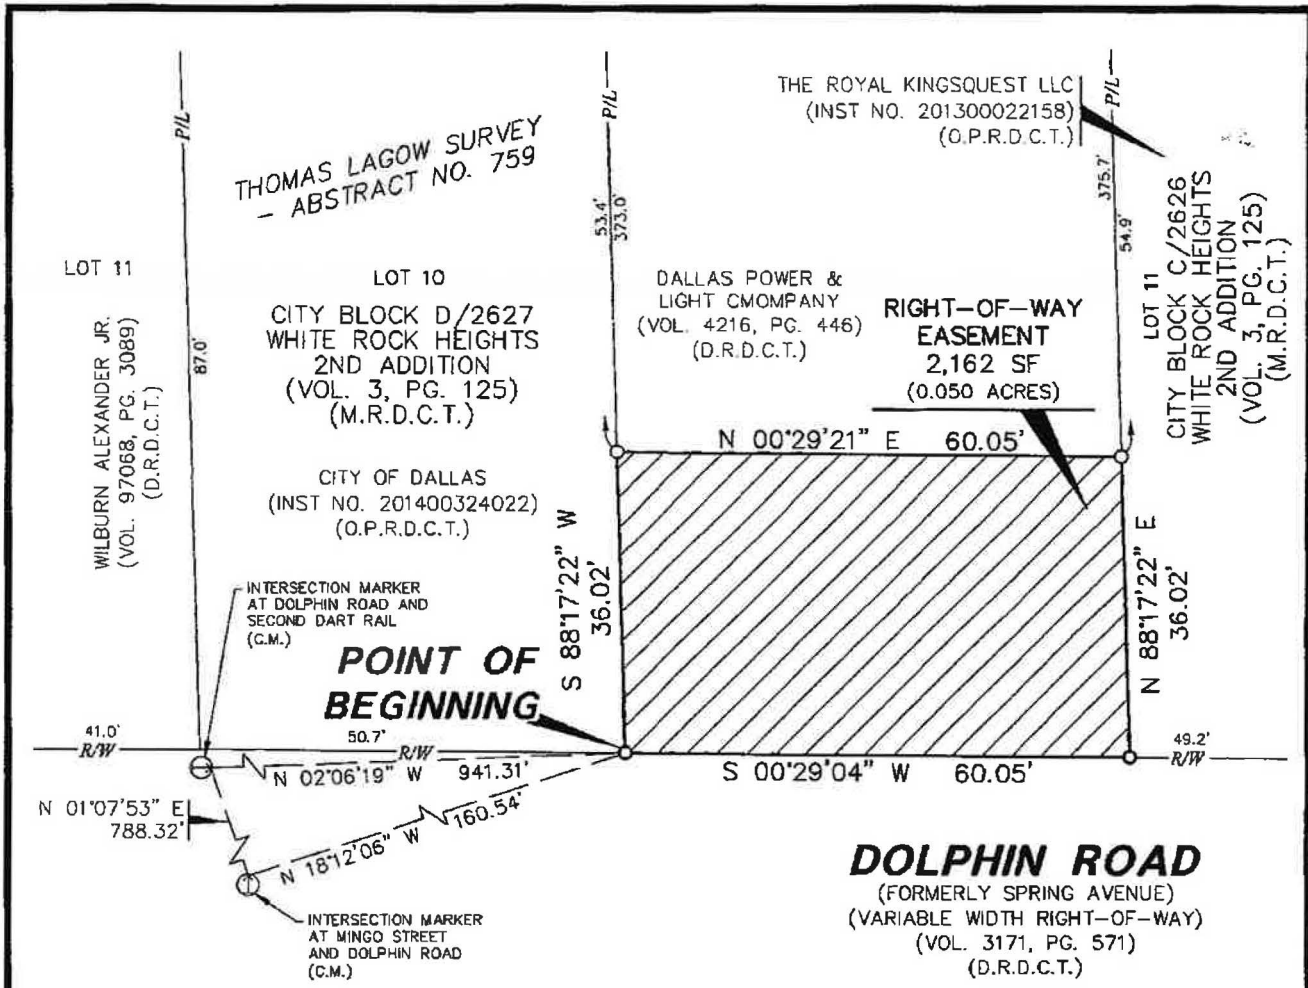 THE ROYAL KINGSQUEST LLC
(INST NO. 201300022158)
(O.P.R.D.C.T.)
P/L
P/L
P/L
THOMAS LAGOW SURVEY
ABSTRACT NO. 759
53.4'
373.0'
375.7'
54.9'
LOT 11
CITY BLOCK C/2626
WHITE ROCK HEIGHTS
2ND ADDITION
(VOL. 3, PG. 125)
(M.R.D.C.T.)
LOT 11
WILBURN ALEXANDER JR.
(VOL. 97068, PG. 3089)
(D.R.D.C.T.)
87.0'
LOT 10
CITY BLOCK D/2627
WHITE ROCK HEIGHTS
2ND ADDITION
(VOL. 3, PG. 125)
(M.R.D.C.T.)
CITY OF DALLAS
(INST NO. 201400324022)
(O.P.R.D.C.T.)
DALLAS POWER &
LIGHT CMOMPANY
(VOL. 4216, PG. 446)
(D.R.D.C.T.)
RIGHT-OF-WAY
EASEMENT
2,162 SF
(0.050 ACRES)
N 00°29'21" E 60.05'
S 88°17'22" W
36.02'
N 88°17'22" E
36.02'
INTERSECTION MARKER
AT DOLPHIN ROAD AND
SECOND DART RAIL
(C.M.)
POINT OF
BEGINNING
41.0'
R/W
50.7'
R/W
49.2'
R/W
N 02°06'19" W 941.31'
S 00°29'04" W 60.05'
N 01°07'53" E
788.32'
N 18°12'06" W 160.54'
INTERSECTION MARKER
AT MINGO STREET
AND DOLPHIN ROAD
(C.M.)
DOLPHIN ROAD
(FORMERLY SPRING AVENUE)
(VARIABLE WIDTH RIGHT-OF-WAY)
(VOL. 3171, PG. 571)
(D.R.D.C.T.)